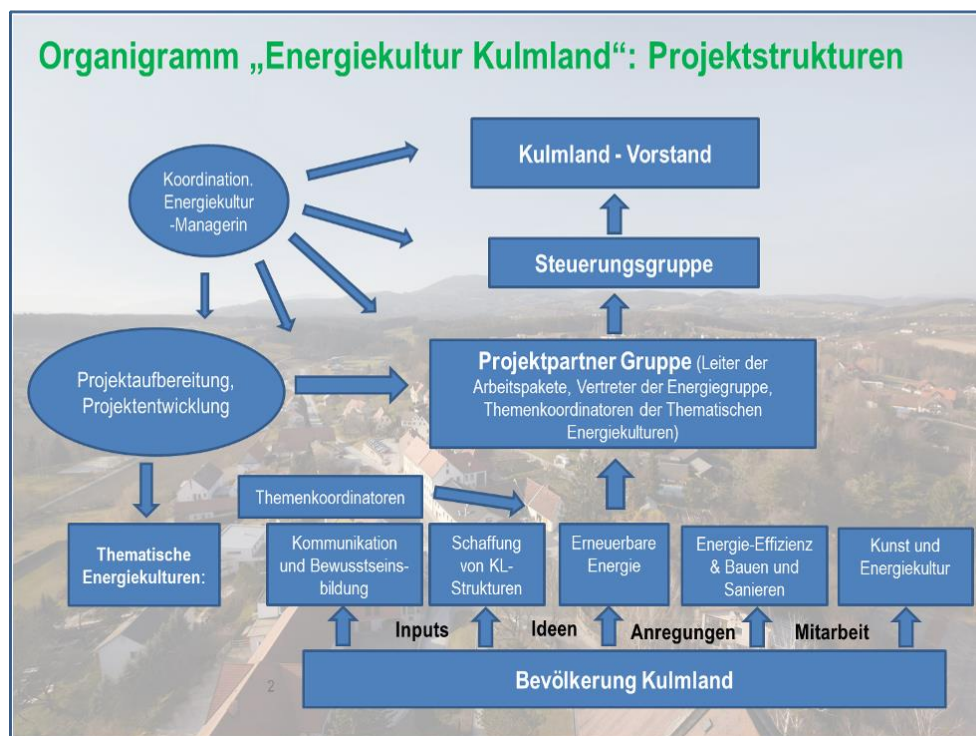 Organigramm „Energiekultur Kulmland“: Projektstrukturen
Kulmland - Vorstand
Koordination.
Energiekultur
-Managerin
Steuerungsgruppe
Projektpartner Gruppe (Leiter der
Arbeitspakete, Vertreter der Energiegruppe,
Themenkoordinatoren der Thematischen
Energiekulturen)
Projektaufbereitung,
Projektentwicklung
Themenkoordinatoren
Thematische
Energiekulturen:
Kommunikation
und Bewusstseins-
bildung
Schaffung
von KL-
Strukturen
Erneuerbare
Energie
Energie-Effizienz
& Bauen und
Sanieren
Kunst und
Energiekultur
Inputs
Ideen
Anregungen
Mitarbeit
Bevölkerung Kulmland
2